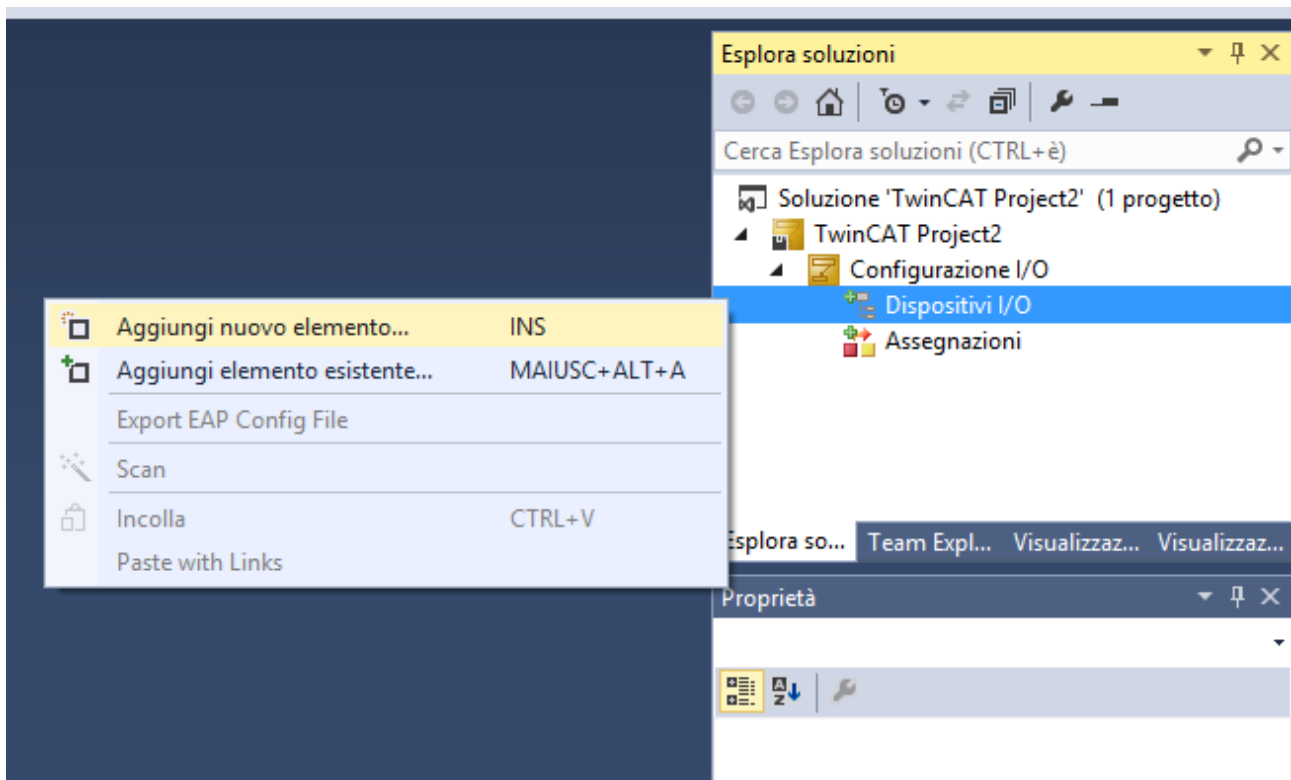 Esplora soluzioni
Cerca Esplora soluzioni (CTRL+è)
Soluzione 'TwinCAT Project2' (1 progetto)
TwinCAT Project2
Configurazione I/O
Dispositivi I/O
Assegnazioni
Aggiungi nuovo elemento... INS
Aggiungi elemento esistente... MAIUSC+ALT+A
Export EAP Config File
Scan
Incolla CTRL+V
Paste with Links
Esplora so... Team Expl... Visualizzaz... Visualizzaz...
Proprietà